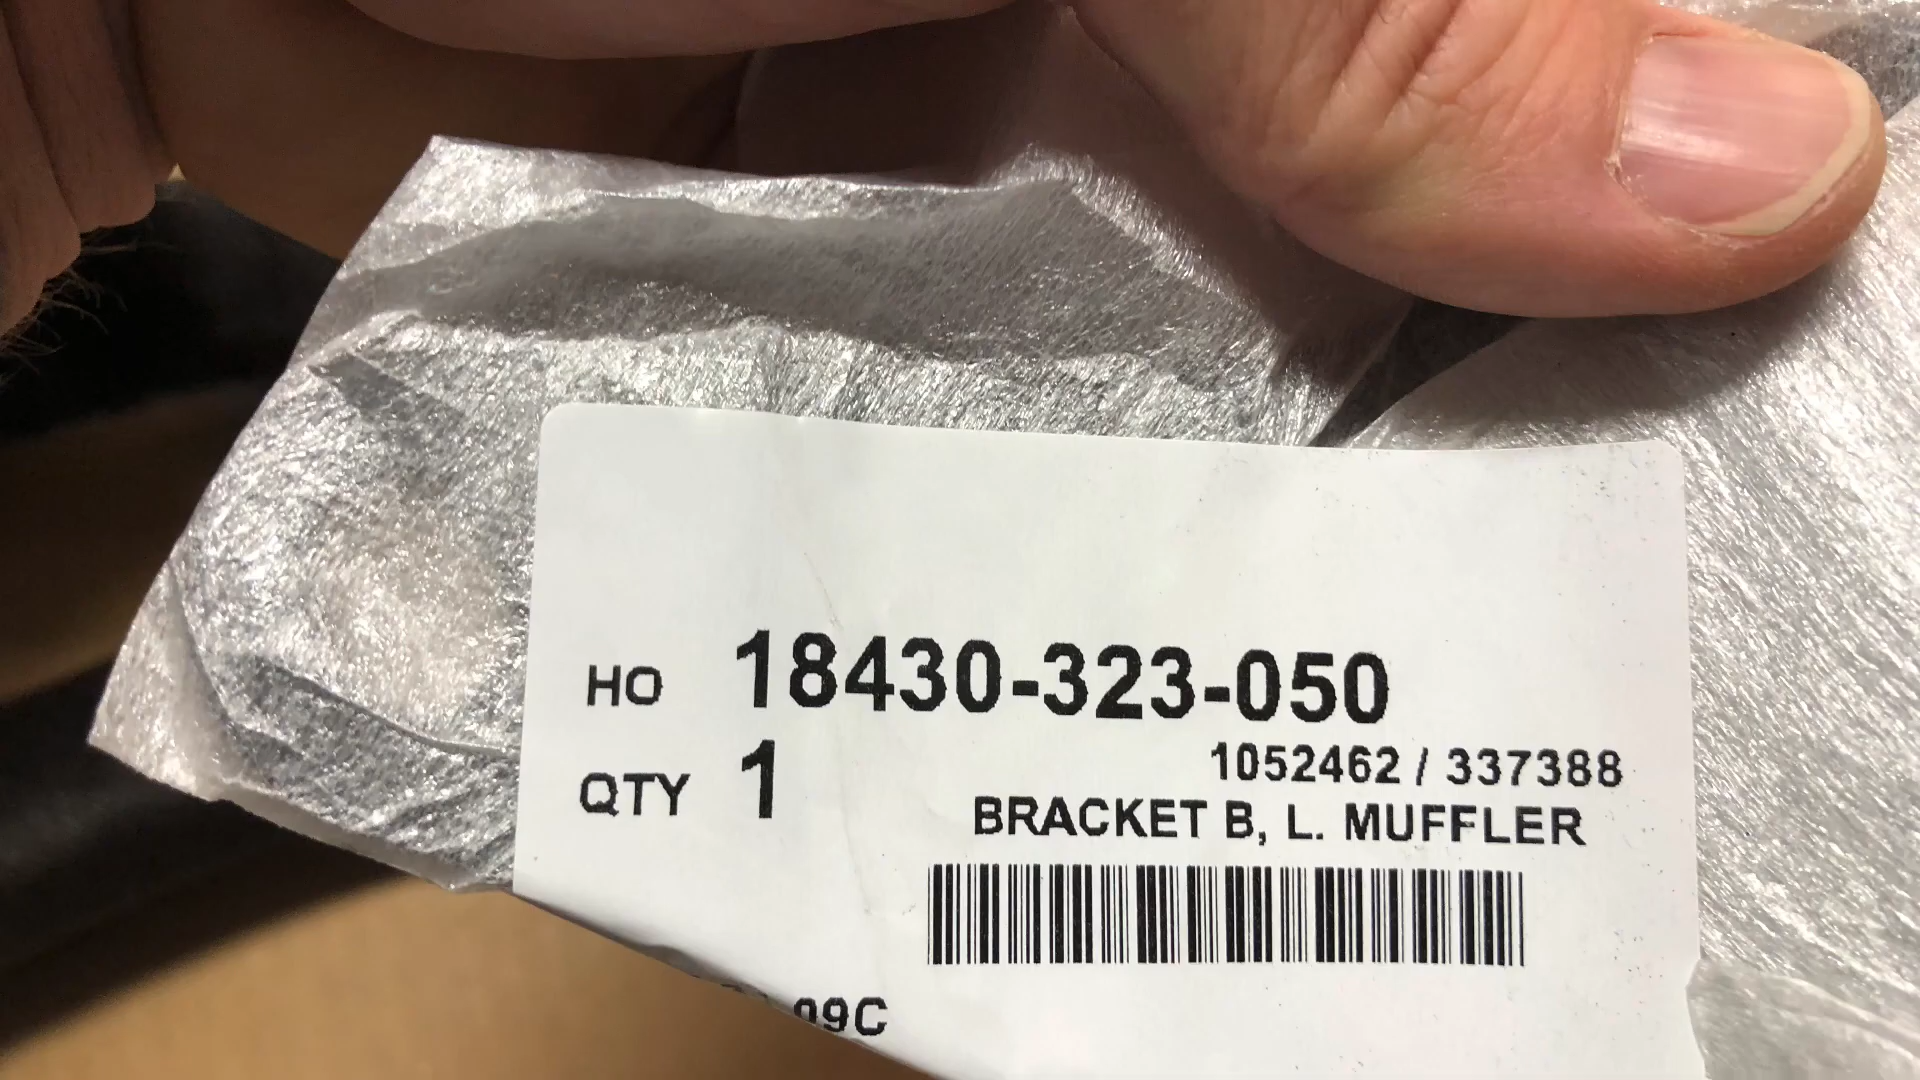 HO 18430-323-050
QTY 1
1052462 / 337388
BRACKET B, L. MUFFLER
09C